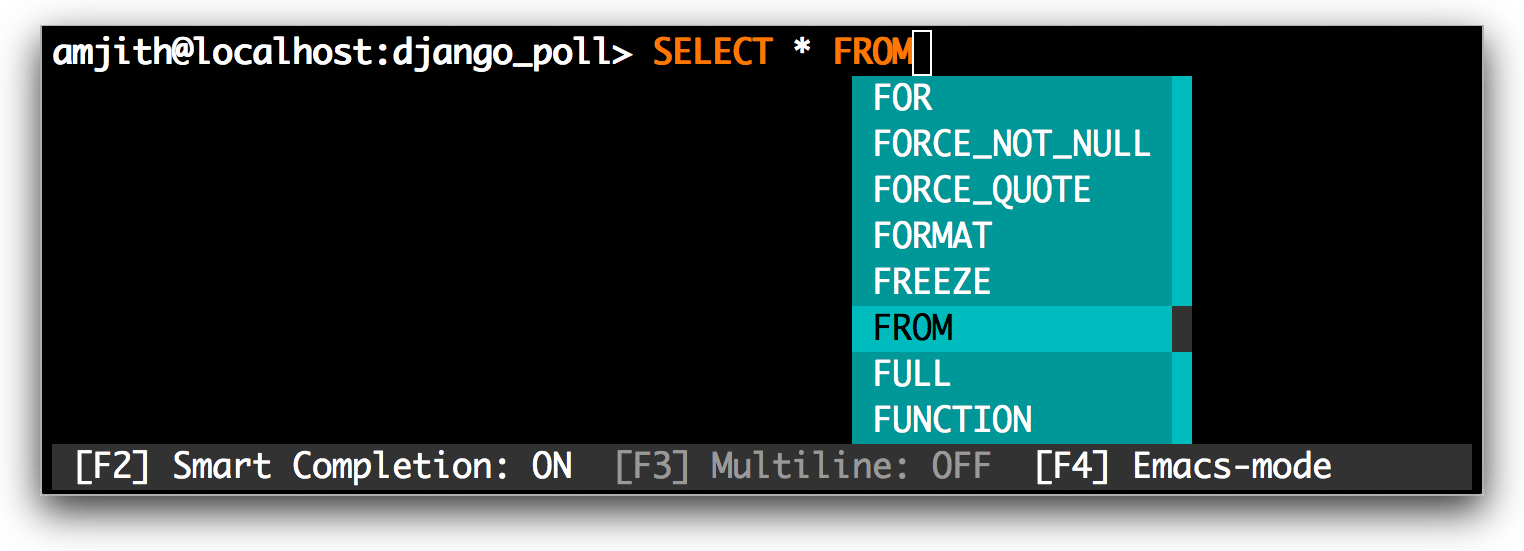 amjith@localhost:django_poll> SELECT * FROM
FOR
FORCE_NOT_NULL
FORCE_QUOTE
FORMAT
FREEZE
FROM
FULL
FUNCTION
[F2] Smart Completion: ON [F3] Multiline: OFF [F4] Emacs-mode